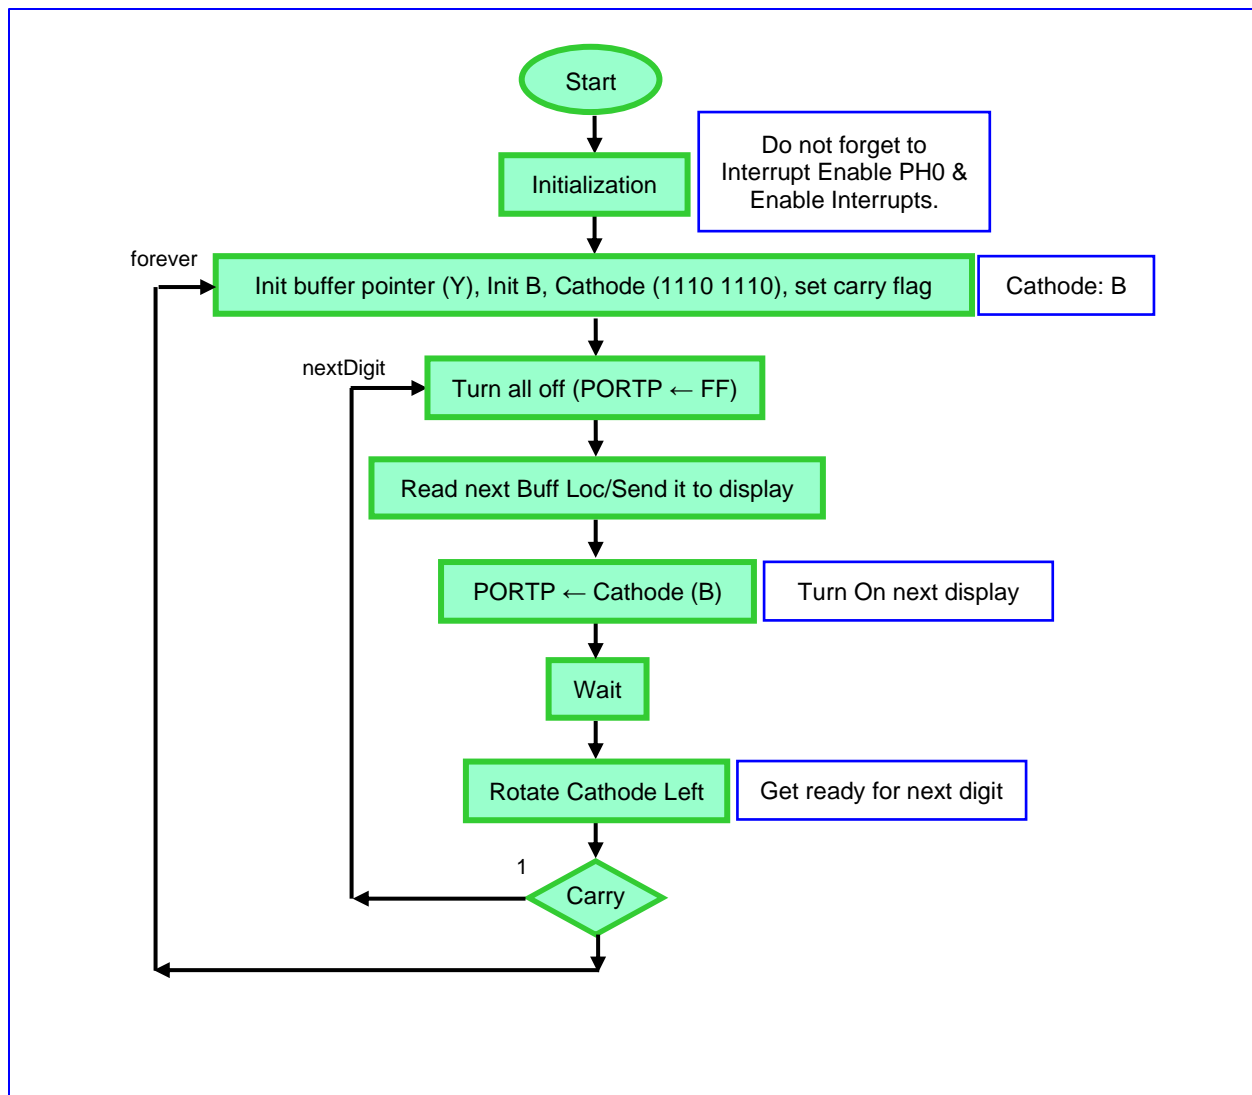 Start
Do not forget to
Interrupt Enable PH0 &
Enable Interrupts.
Initialization
forever
Init buffer pointer (Y), Init B, Cathode (1110 1110), set carry flag
Cathode: B
nextDigit
Turn all off (PORTP ← FF)
Read next Buff Loc/Send it to display
PORTP ← Cathode (B)
Turn On next display
Wait
Rotate Cathode Left
Get ready for next digit
1
Carry